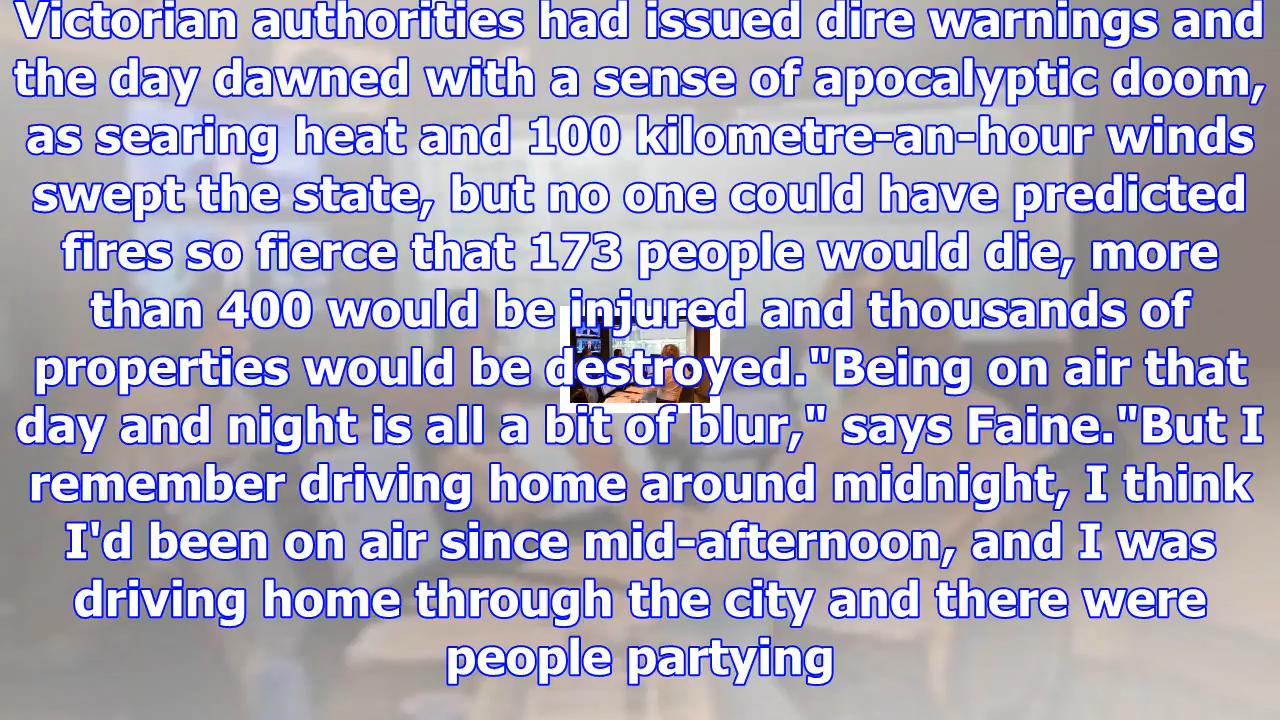 Victorian authorities had issued dire warnings and
the day dawned with a sense of apocalyptic doom,
as searing heat and 100 kilometre-an-hour winds
swept the state, but no one could have predicted
fires so fierce that 173 people would die, more
than 400 would be injured and thousands of
properties would be destroyed."Being on air that
day and night is all a bit of blur," says Faine."But I
remember driving home around midnight, I think
I'd been on air since mid-afternoon, and I was
driving home through the city and there were
people partying